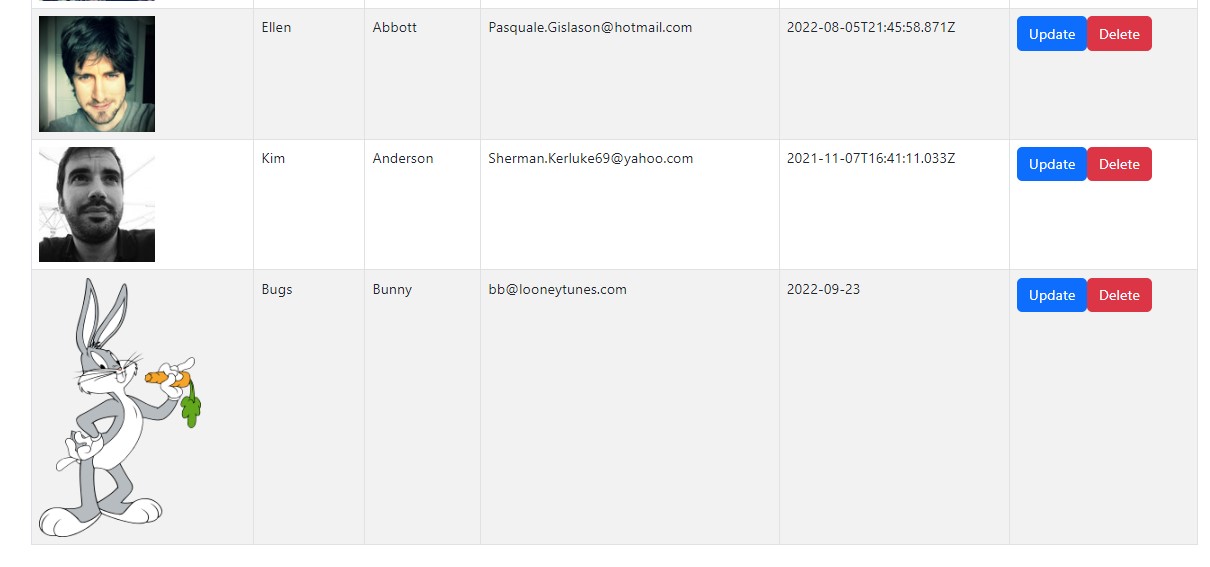 Ellen Abbott Pasquale.Gislason@hotmail.com 2022-08-05T21:45:58.871Z Update Delete
Kim Anderson Sherman.Kerluke69@yahoo.com 2021-11-07T16:41:11.033Z Update Delete
Bugs Bunny bb@looneytunes.com 2022-09-23 Update Delete